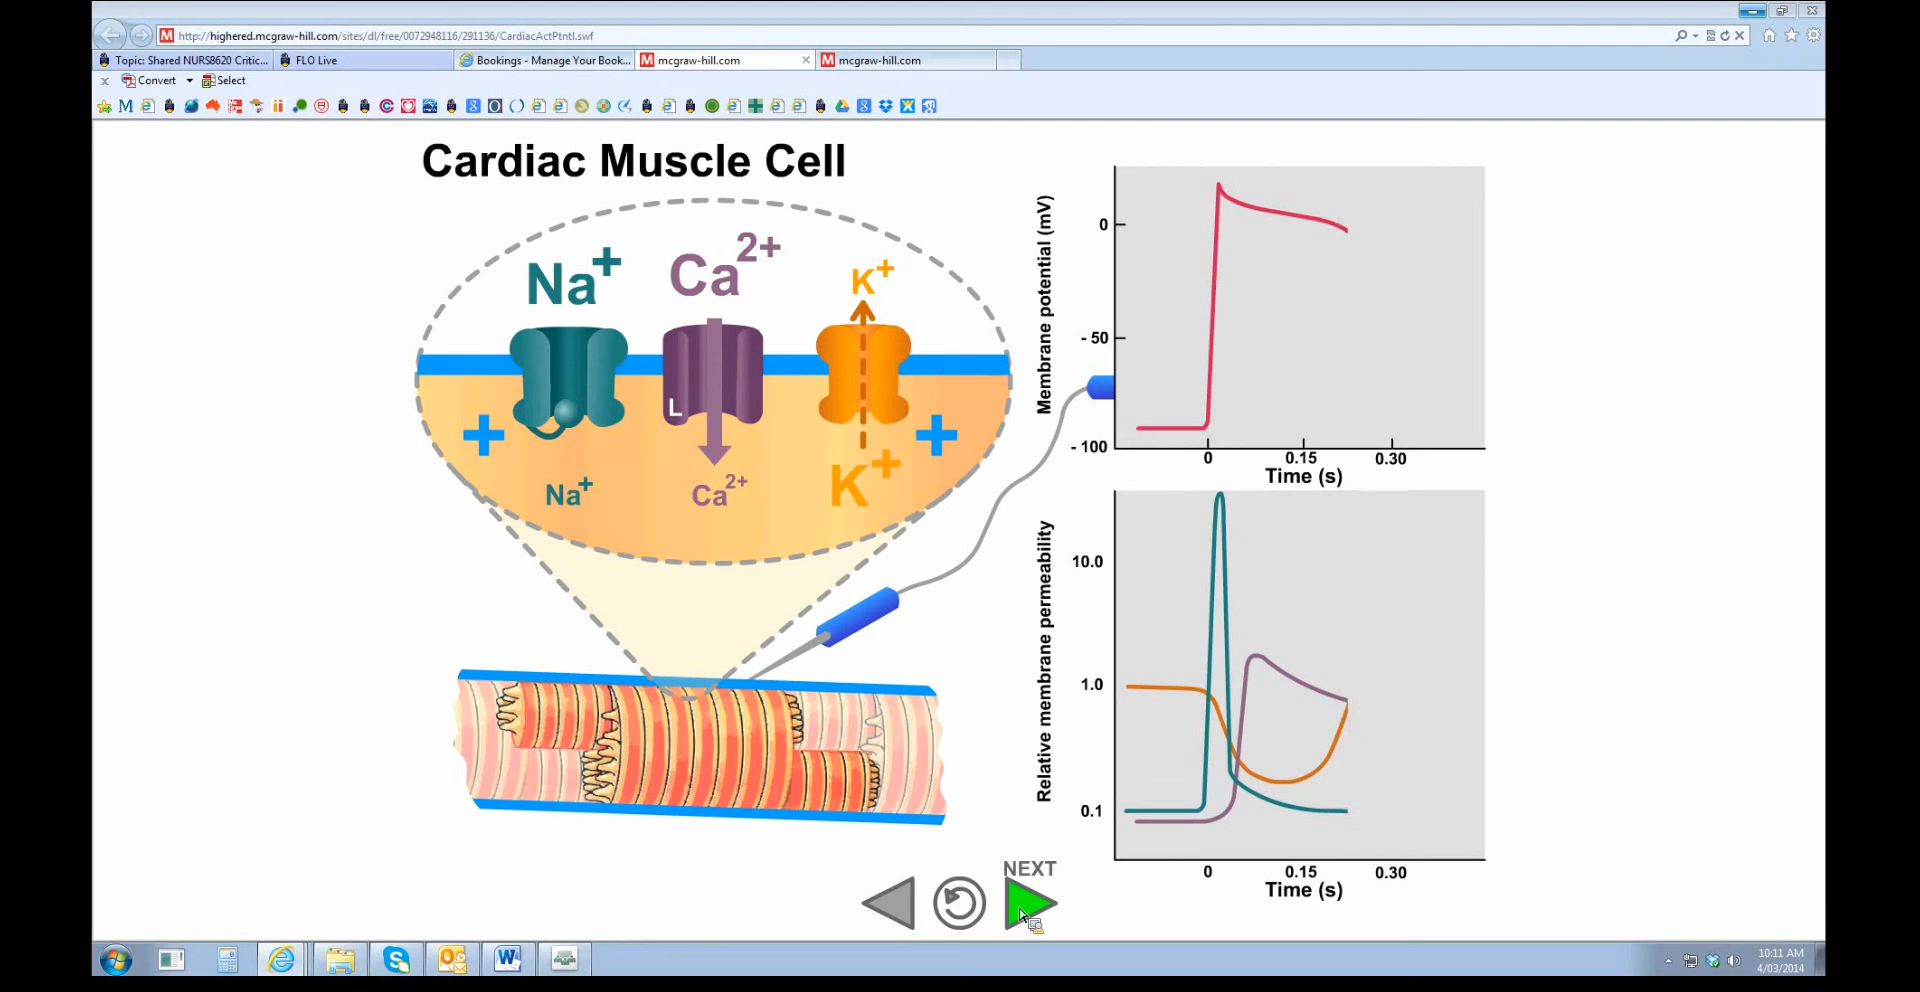 http://highered.mcgraw-hill.com/sites/dl/free/0072948116/291136/CardiacActPtntl.swf
Topic: Shared NURS8620 Critic...
FLO Live
Bookings - Manage Your Book...
mcgraw-hill.com
mcgraw-hill.com
x Convert Select
Cardiac Muscle Cell
Na+
Ca2+
K+
L
+
+
Na+
Ca2+
K+
Membrane potential (mV)
0
- 50
- 100
0 0.15 0.30
Time (s)
Relative membrane permeability
10.0
1.0
0.1
0 0.15 0.30
Time (s)
NEXT
10:11 AM
4/03/2014